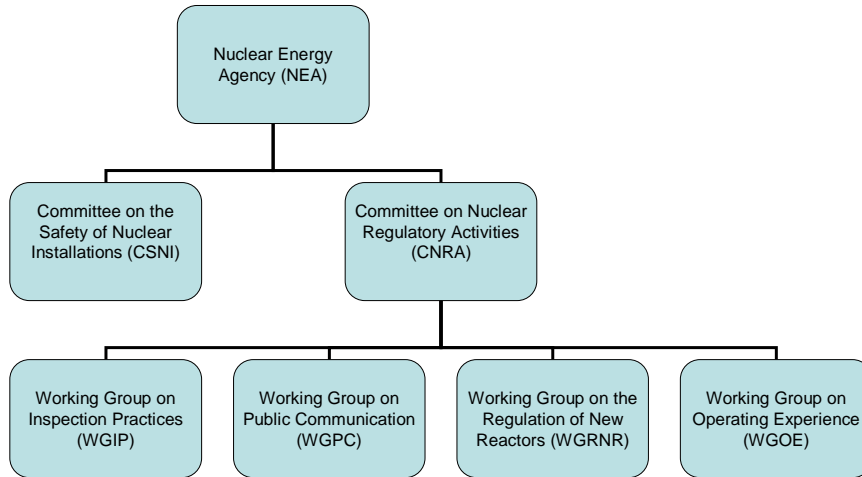 Nuclear Energy
Agency (NEA)
Committee on the
Safety of Nuclear
Installations (CSNI)
Committee on Nuclear
Regulatory Activities
(CNRA)
Working Group on
Inspection Practices
(WGIP)
Working Group on
Public Communication
(WGPC)
Working Group on the
Regulation of New
Reactors (WGRNR)
Working Group on
Operating Experience
(WGOE)